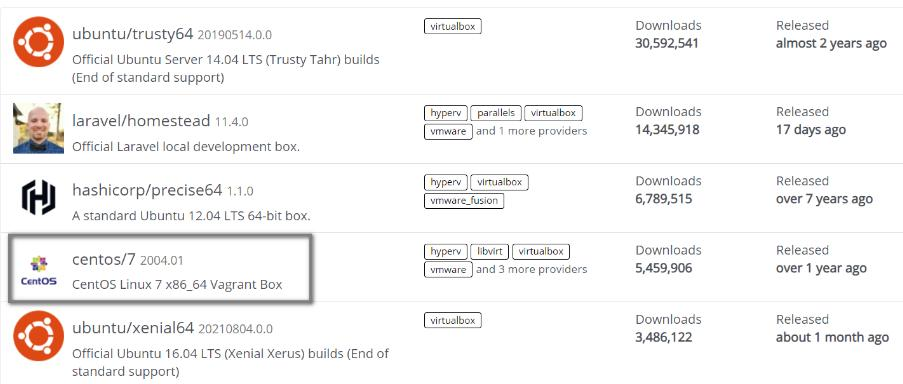 ubuntu/trusty64 20190514.0.0
Official Ubuntu Server 14.04 LTS (Trusty Tahr) builds
(End of standard support)
virtualbox
Downloads
30,592,541
Released
almost 2 years ago
laravel/homestead 11.4.0
Official Laravel local development box.
hyperv parallels virtualbox
vmware and 1 more providers
Downloads
14,345,918
Released
17 days ago
hashicorp/precise64 1.1.0
A standard Ubuntu 12.04 LTS 64-bit box.
hyperv virtualbox
vmware_fusion
Downloads
6,789,515
Released
over 7 years ago
CentOS
centos/7 2004.01
CentOS Linux 7 x86_64 Vagrant Box
hyperv libvirt virtualbox
vmware and 3 more providers
Downloads
5,459,906
Released
over 1 year ago
ubuntu/xenial64 20210804.0.0
Official Ubuntu 16.04 LTS (Xenial Xerus) builds (End of
standard support)
virtualbox
Downloads
3,486,122
Released
about 1 month ago